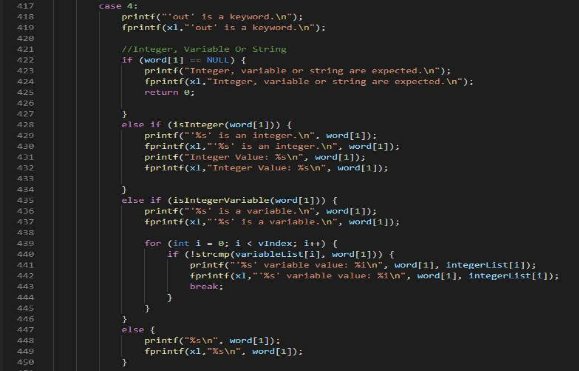 417 case 4:
418 printf("'out' is a keyword.\n");
419 fprintf(xl,"'out' is a keyword.\n");
420
421 //Integer, Variable Or String
422 if (word[1] == NULL) {
423 printf("Integer, variable or string are expected.\n");
424 fprintf(xl,"Integer, variable or string are expected.\n");
425 return 0;
426
427 }
428 else if (isInteger(word[1])) {
429 printf("'%s' is an integer.\n", word[1]);
430 fprintf(xl,"'%s' is an integer.\n", word[1]);
431 printf("Integer Value: %s\n", word[1]);
432 fprintf(xl,"Integer Value: %s\n", word[1]);
433
434 }
435 else if (isIntegerVariable(word[1])) {
436 printf("'%s' is a variable.\n", word[1]);
437 fprintf(xl,"'%s' is a variable.\n", word[1]);
438
439 for (int i = 0; i < vIndex; i++) {
440 if (!strcmp(variableList[i], word[1])) {
441 printf("'%s' variable value: %i\n", word[1], integerList[i]);
442 fprintf(xl,"'%s' variable value: %i\n", word[1], integerList[i]);
443 break;
444 }
445 }
446 }
447 else {
448 printf("%s\n", word[1]);
449 fprintf(xl,"%s\n", word[1]);
450 }